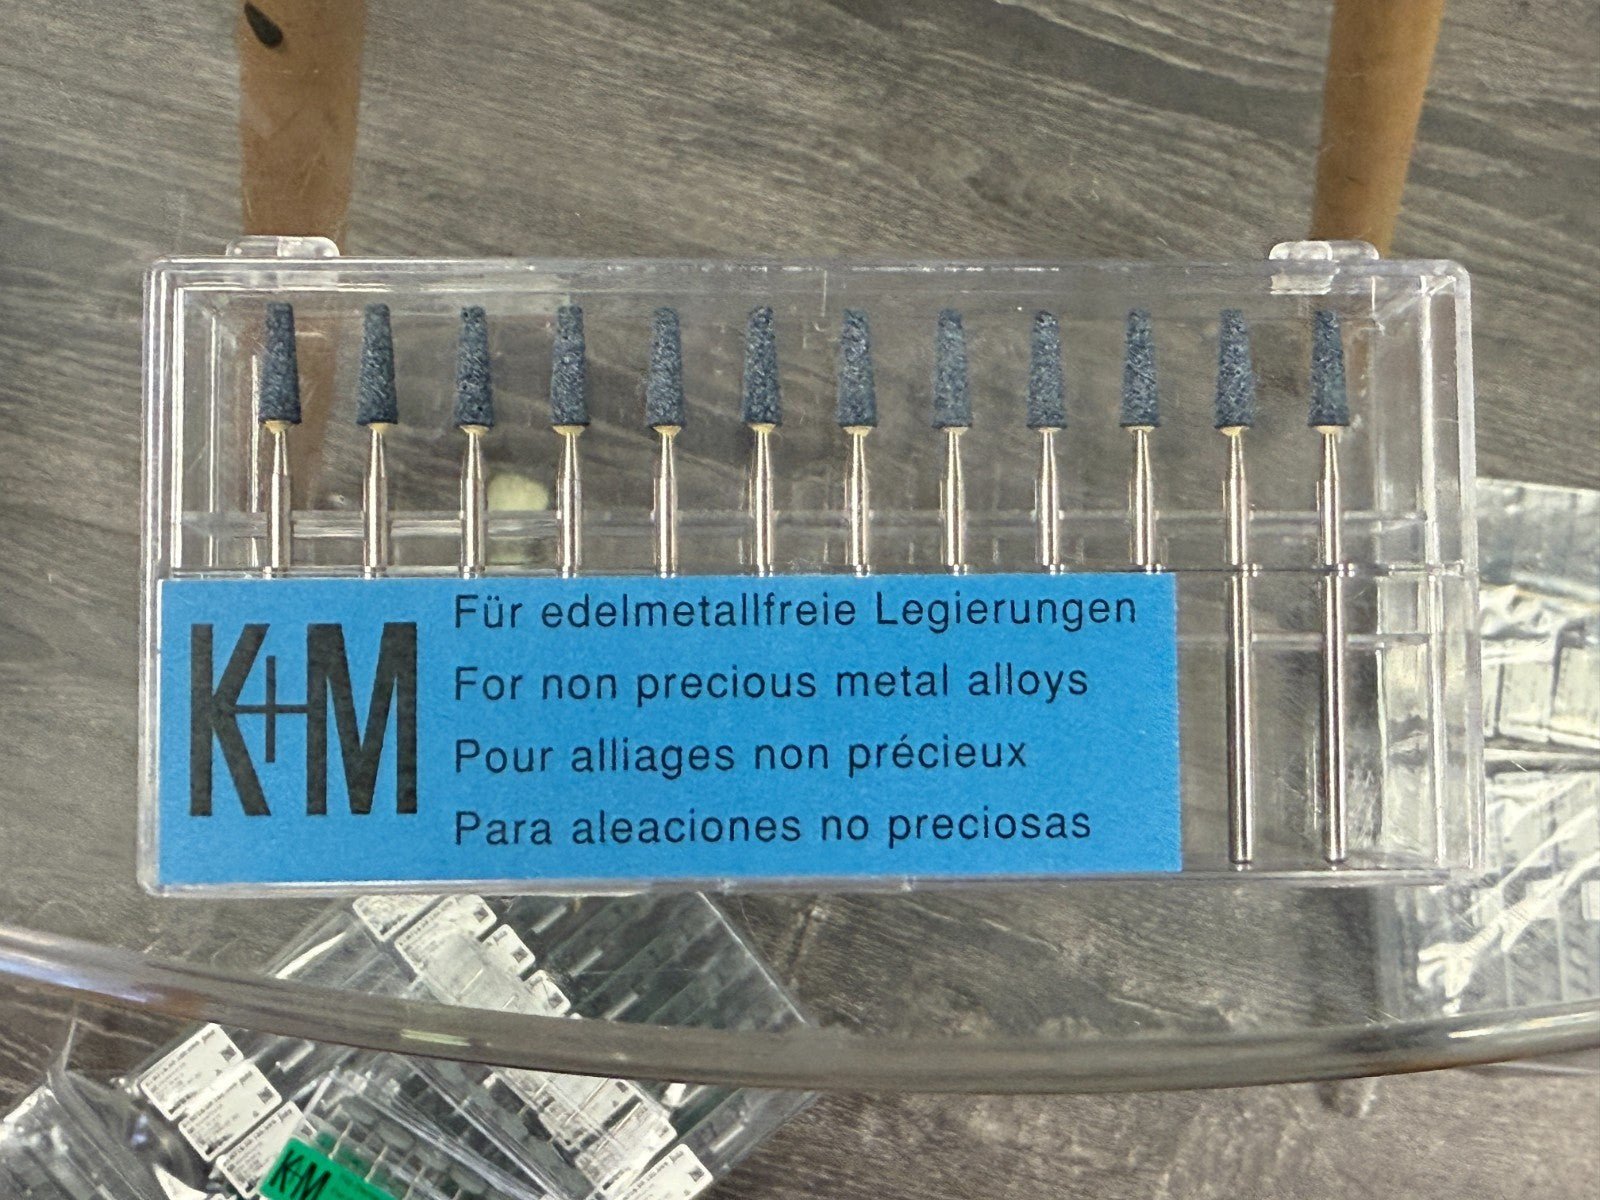 K+M
Für edelmetallfreie Legierungen
For non precious metal alloys
Pour alliages non précieux
Para aleaciones no preciosas
K+M